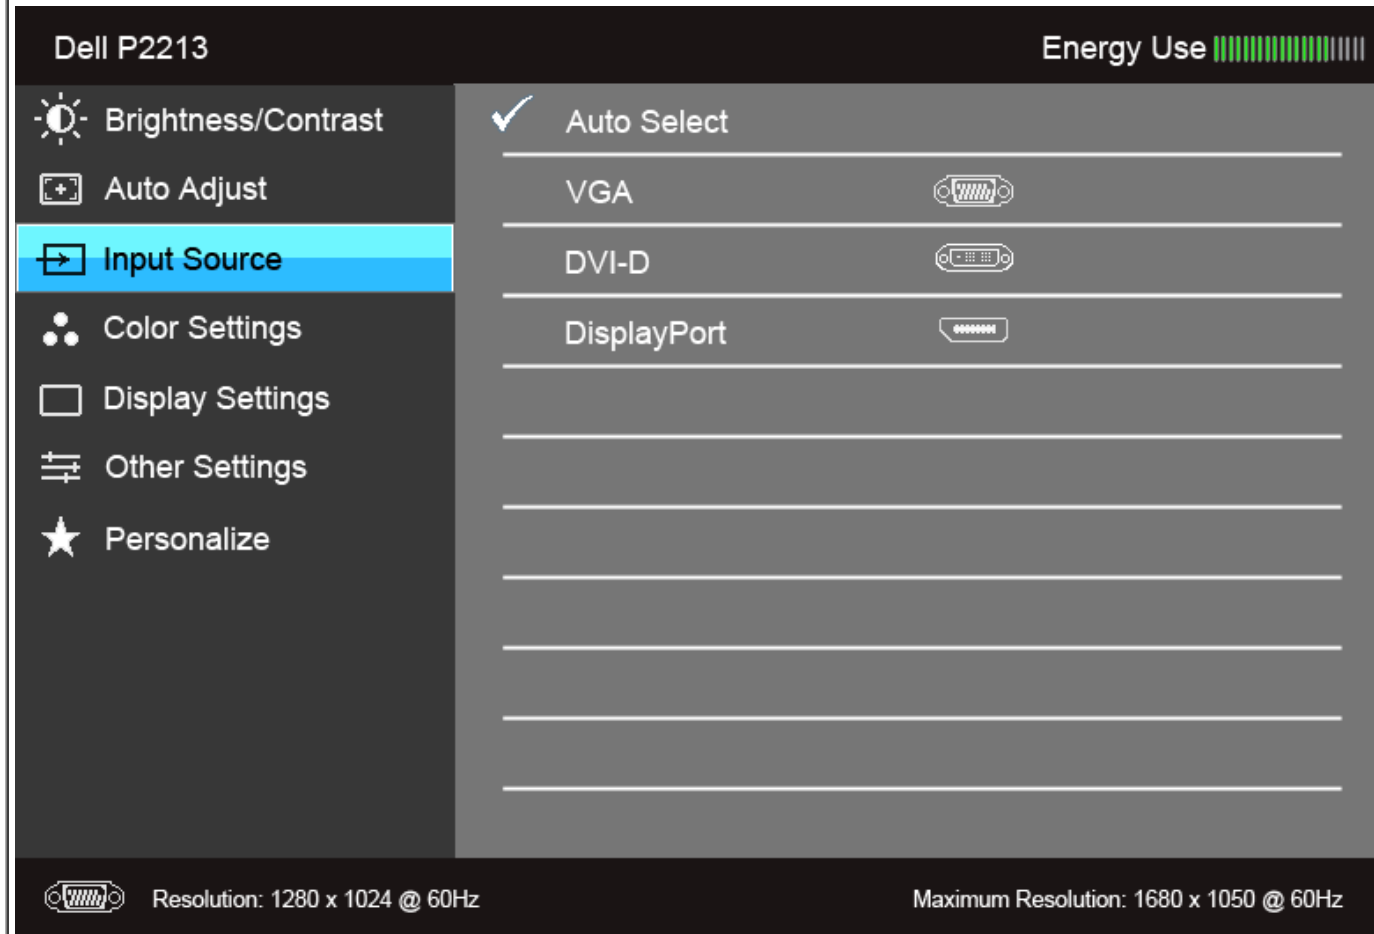 Dell P2213
Energy Use
Brightness/Contrast
Auto Adjust
Input Source
Color Settings
Display Settings
Other Settings
Personalize
Auto Select
VGA
DVI-D
DisplayPort
Resolution: 1280 x 1024 @ 60Hz
Maximum Resolution: 1680 x 1050 @ 60Hz